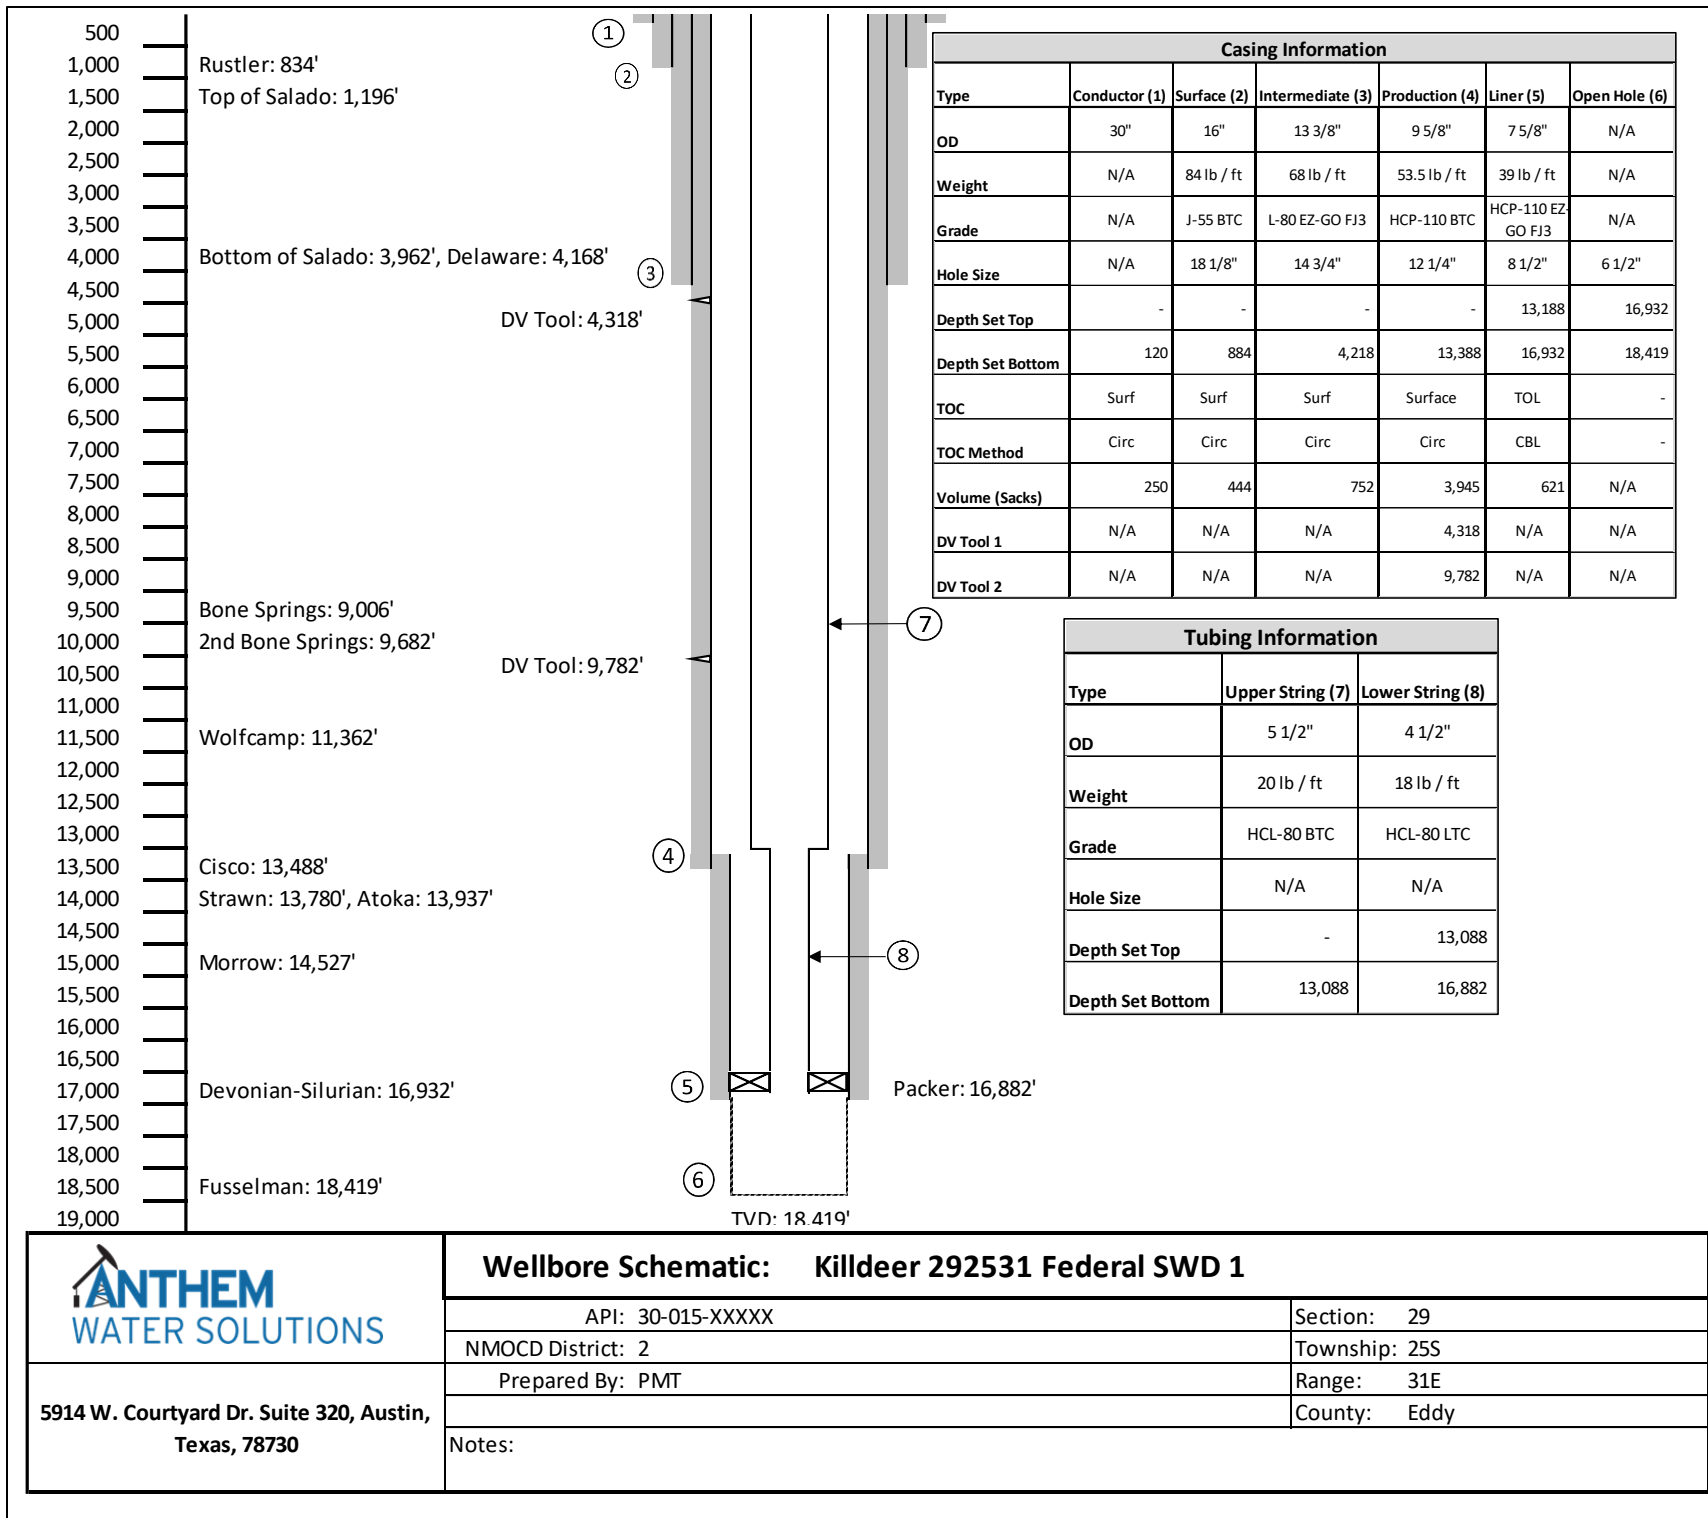 500
1,000 Rustler: 834'
1,500 Top of Salado: 1,196'
2,000
2,500
3,000
3,500
4,000 Bottom of Salado: 3,962', Delaware: 4,168'
4,500
5,000 DV Tool: 4,318'
5,500
6,000
6,500
7,000
7,500
8,000
8,500
9,000
9,500 Bone Springs: 9,006'
10,000 2nd Bone Springs: 9,682'
10,500 DV Tool: 9,782'
11,000
11,500 Wolfcamp: 11,362'
12,000
12,500
13,000
13,500 Cisco: 13,488'
14,000 Strawn: 13,780', Atoka: 13,937'
14,500
15,000 Morrow: 14,527'
15,500
16,000
16,500
17,000 Devonian-Silurian: 16,932'
17,500
18,000
18,500 Fusselman: 18,419'
19,000
1
2
3
4
5
6
7
8
Packer: 16,882'
TVD: 18,419'
Casing Information
Type Conductor (1) Surface (2) Intermediate (3) Production (4) Liner (5) Open Hole (6)
OD 30" 16" 13 3/8" 9 5/8" 7 5/8" N/A
Weight N/A 84 lb / ft 68 lb / ft 53.5 lb / ft 39 lb / ft N/A
Grade N/A J-55 BTC L-80 EZ-GO FJ3 HCP-110 BTC HCP-110 EZ-GO FJ3 N/A
Hole Size N/A 18 1/8" 14 3/4" 12 1/4" 8 1/2" 6 1/2"
Depth Set Top - - - - 13,188 16,932
Depth Set Bottom 120 884 4,218 13,388 16,932 18,419
TOC Surf Surf Surf Surface TOL -
TOC Method Circ Circ Circ Circ CBL -
Volume (Sacks) 250 444 752 3,945 621 N/A
DV Tool 1 N/A N/A N/A 4,318 N/A N/A
DV Tool 2 N/A N/A N/A 9,782 N/A N/A
Tubing Information
Type Upper String (7) Lower String (8)
OD 5 1/2" 4 1/2"
Weight 20 lb / ft 18 lb / ft
Grade HCL-80 BTC HCL-80 LTC
Hole Size N/A N/A
Depth Set Top - 13,088
Depth Set Bottom 13,088 16,882
ANTHEM
WATER SOLUTIONS
5914 W. Courtyard Dr. Suite 320, Austin,
Texas, 78730
Wellbore Schematic: Killdeer 292531 Federal SWD 1
API: 30-015-XXXXX Section: 29
NMOCD District: 2 Township: 25S
Prepared By: PMT Range: 31E
County: Eddy
Notes: